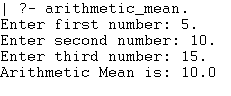 | ?- arithmetic_mean.
Enter first number: 5.
Enter second number: 10.
Enter third number: 15.
Arithmetic Mean is: 10.0